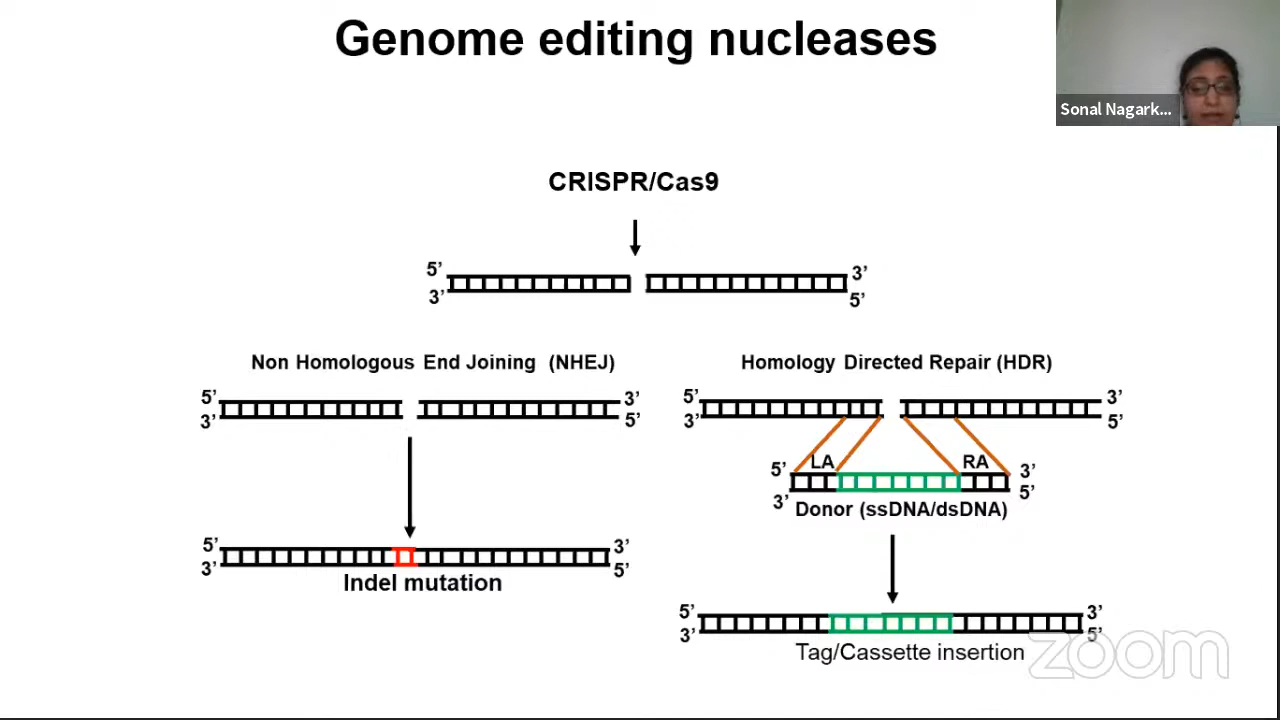 Genome editing nucleases
Sonal Nagark...
CRISPR/Cas9
5’ 3’
3’ 5’
Non Homologous End Joining (NHEJ)
Homology Directed Repair (HDR)
5’ 3’
3’ 5’
5’ 3’
3’ 5’
LA RA
5’ 3’
3’ 5’
Donor (ssDNA/dsDNA)
5’ 3’
3’ 5’
Indel mutation
5’ 3’
3’ 5’
Tag/Cassette insertion
zoom